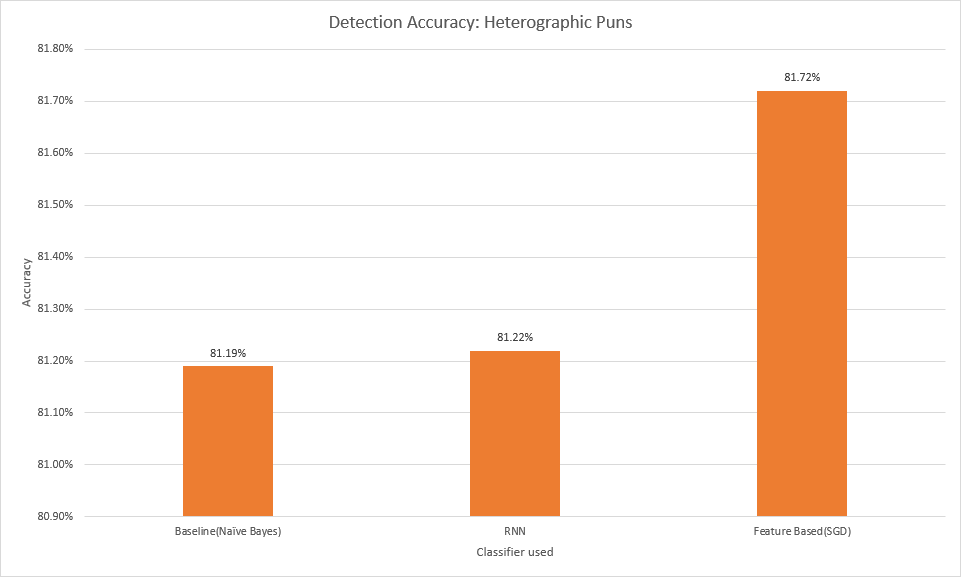 Detection Accuracy: Heterographic Puns
81.80%
81.70%
81.60%
81.50%
81.40%
81.30%
81.20%
81.10%
81.00%
80.90%
Accuracy
81.19%
81.22%
81.72%
Baseline(Naïve Bayes)
RNN
Feature Based(SGD)
Classifier used